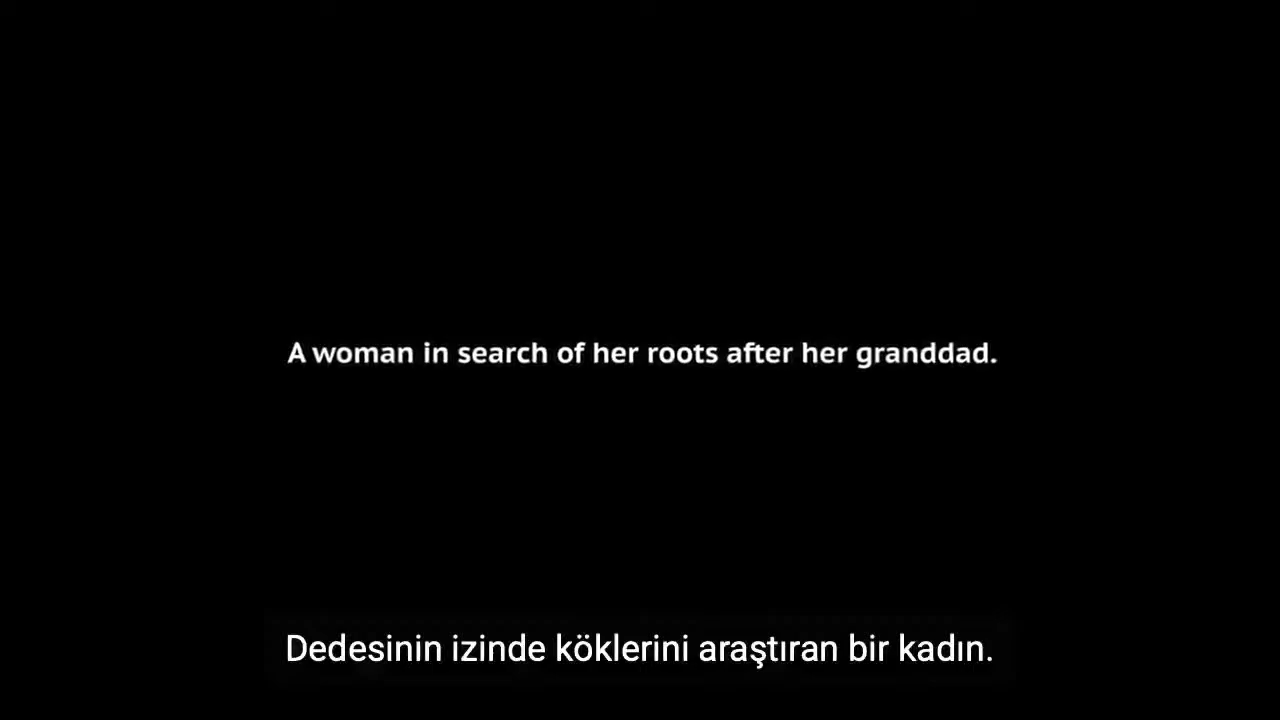 A woman in search of her roots after her granddad.
Dedesinin izinde köklerini araştıran bir kadın.